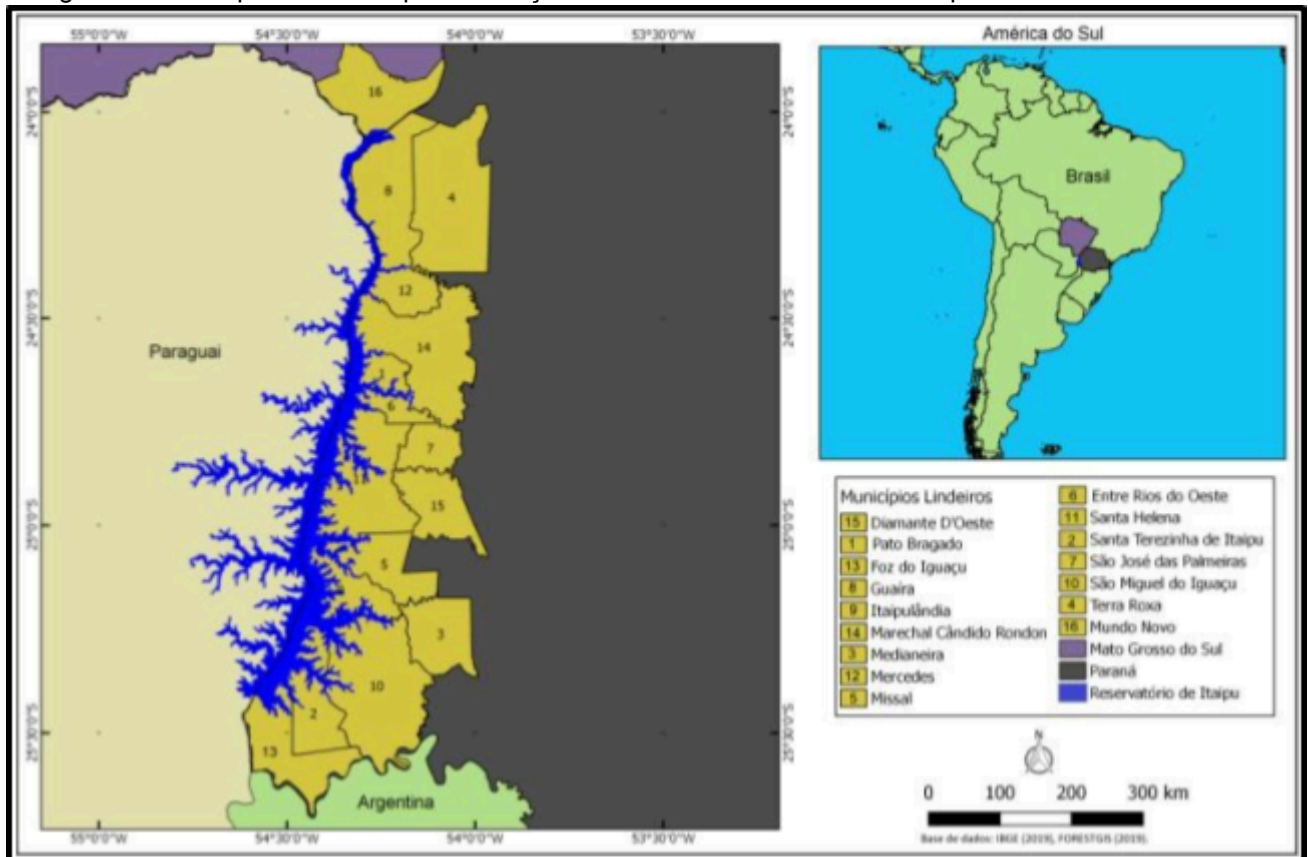 América do Sul
55°0'0"W 54°30'0"W 54°0'0"W 53°30'0"W
24°0'0"S 24°0'0"S
16
8
4
Brasil
12
24°30'0"S 24°30'0"S
Paraguai
14
1
6
7
11
15
25°0'0"S 25°0'0"S
5
3
10
2
13
25°30'0"S 25°30'0"S
Argentina
55°0'0"W 54°30'0"W 54°0'0"W 53°30'0"W
Municípios Lindeiros
15 Diamante D'Oeste
1 Pato Bragado
13 Foz do Iguaçu
8 Guaíra
9 Itaipulândia
14 Marechal Cândido Rondon
3 Medianeira
12 Mercedes
5 Missal
6 Entre Rios do Oeste
11 Santa Helena
2 Santa Terezinha de Itaipu
7 São José das Palmeiras
10 São Miguel do Iguaçu
4 Terra Roxa
16 Mundo Novo
Mato Grosso do Sul
Paraná
Reservatório de Itaipu
N
0 100 200 300 km
Base de dados: IBGE (2019), FORESTGIS (2019).